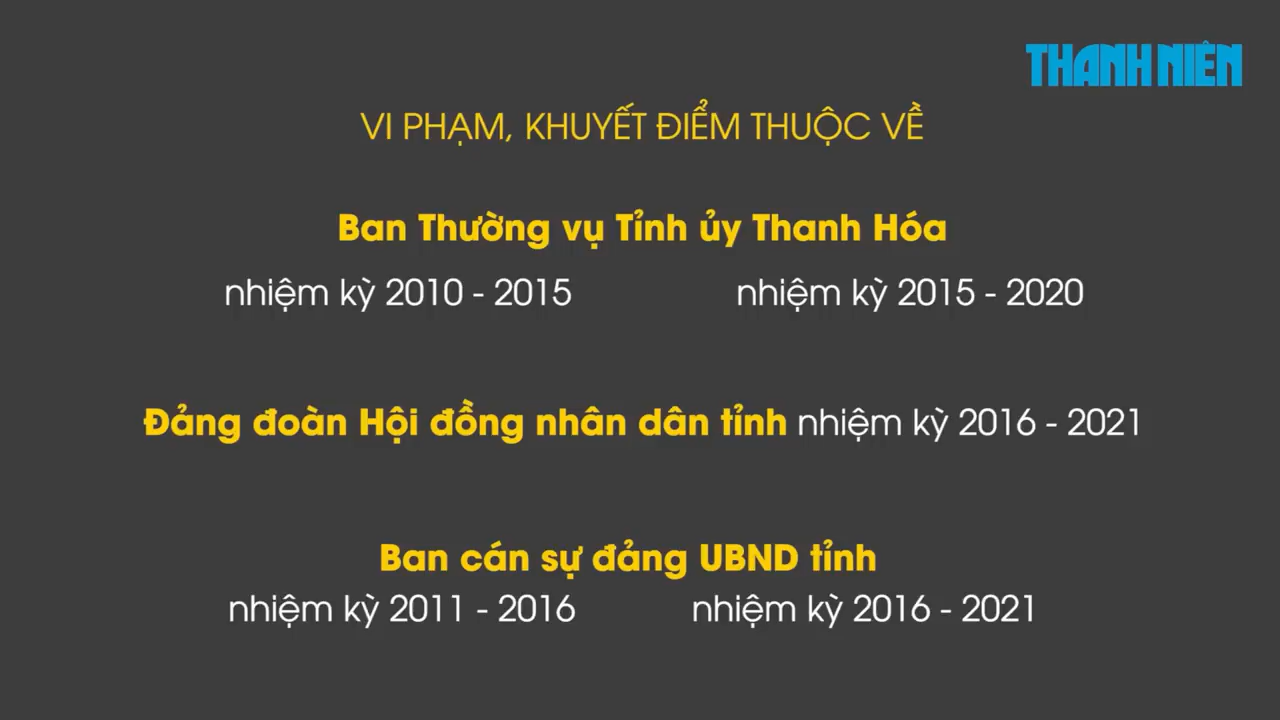 THANH NIÊN
VI PHẠM, KHUYẾT ĐIỂM THUỘC VỀ
Ban Thường vụ Tỉnh ủy Thanh Hóa
nhiệm kỳ 2010 - 2015 nhiệm kỳ 2015 - 2020
Đảng đoàn Hội đồng nhân dân tỉnh nhiệm kỳ 2016 - 2021
Ban cán sự đảng UBND tỉnh
nhiệm kỳ 2011 - 2016 nhiệm kỳ 2016 - 2021